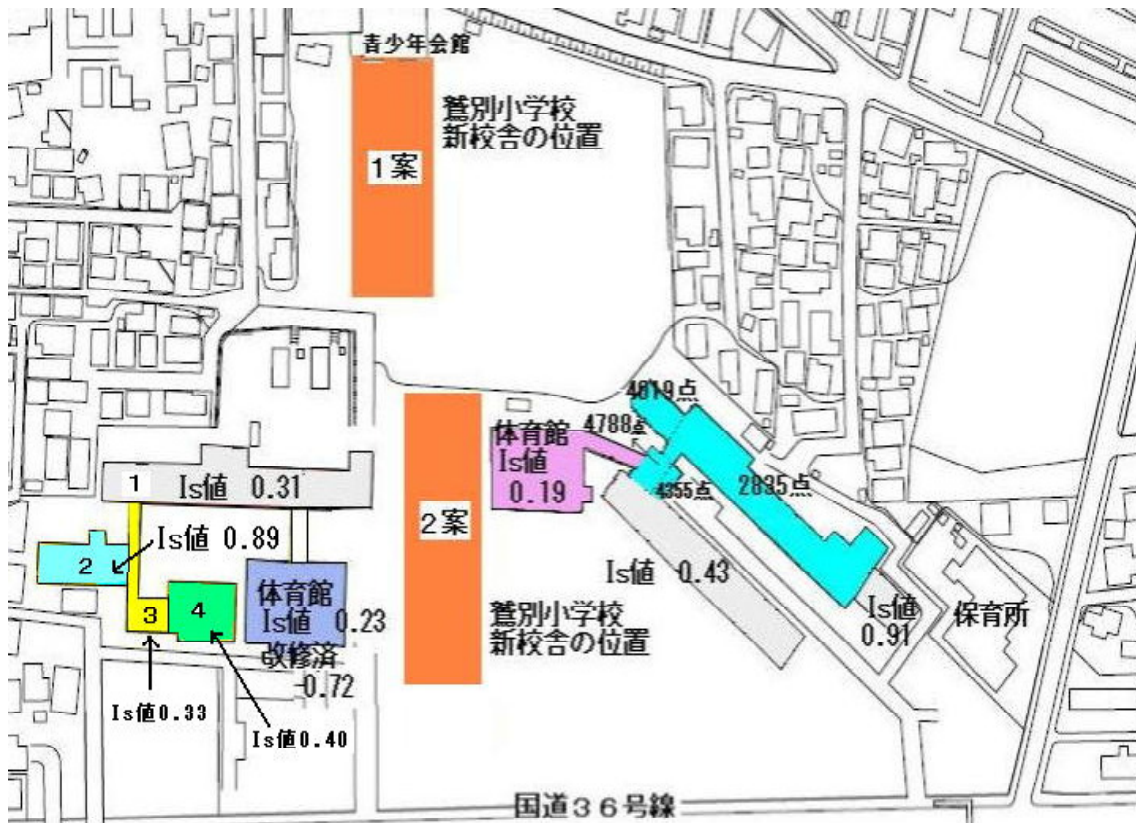 青少年会館
鷲別小学校
新校舎の位置
1案
4819点
4788点
体育館
Is値
0.19
4355点
2835点
1
Is値 0.31
2案
Is値 0.89
2
Is値 0.43
体育館
Is値 0.23
改修済
0.72
3
4
鷲別小学校
新校舎の位置
Is値
0.91
保育所
Is値0.33
Is値0.40
国道36号線